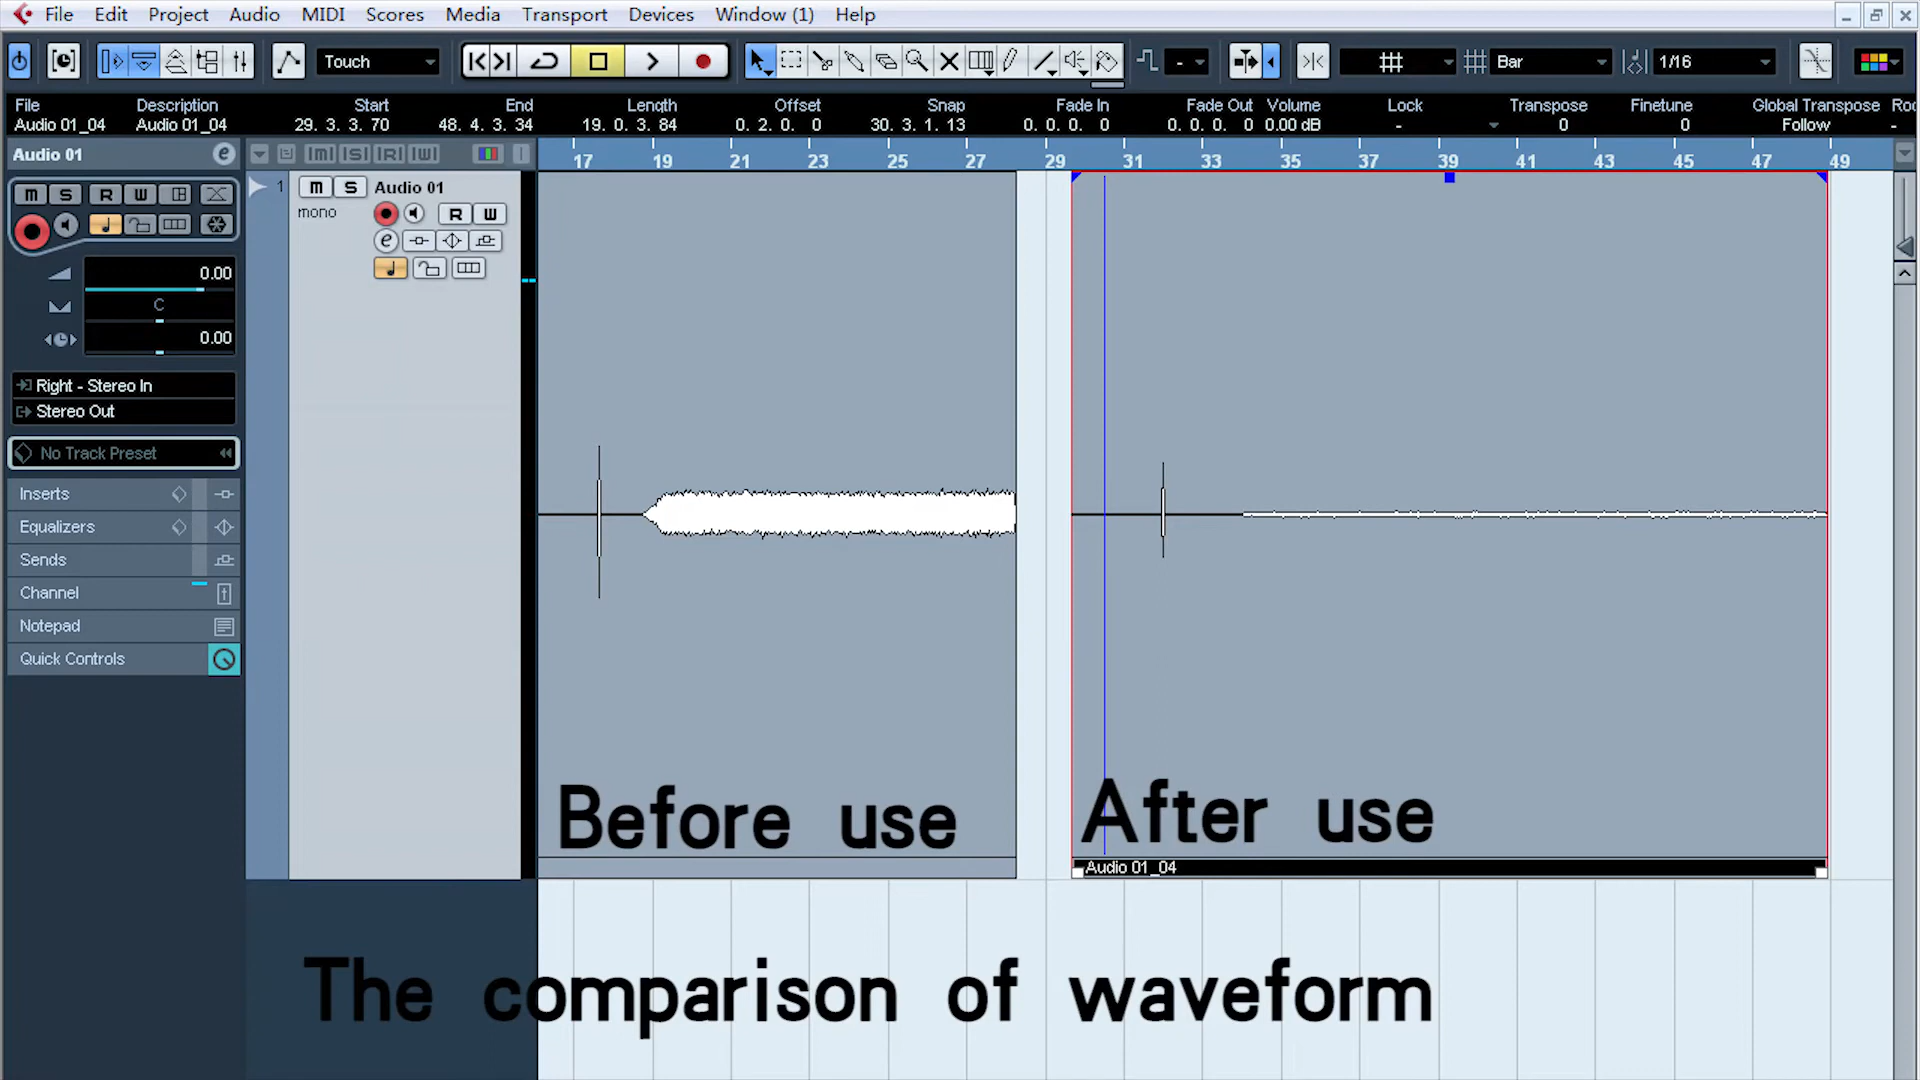 File Edit Project Audio MIDI Scores Media Transport Devices Window (1) Help
Touch - Bar 1/16
File Description Start End Length Offset Snap Fade In Fade Out Volume Lock Transpose Finetune Global Transpose Roo
Audio 01_04 Audio 01_04 29. 3. 3. 70 48. 4. 3. 34 19. 0. 3. 84 0. 2. 0. 0 30. 3. 1. 13 0. 0. 0. 0 0. 0. 0. 0 0.00 dB - 0 0 Follow -
Audio 01 e M S R W
17 19 21 23 25 27 29 31 33 35 37 39 41 43 45 47 49
M S R W
1 M S Audio 01
mono R W
e
0.00
C
0.00
Right - Stereo In
Stereo Out
No Track Preset
Inserts
Equalizers
Sends
Channel
Notepad
Quick Controls
Before use After use
Audio 01_04
The comparison of waveform